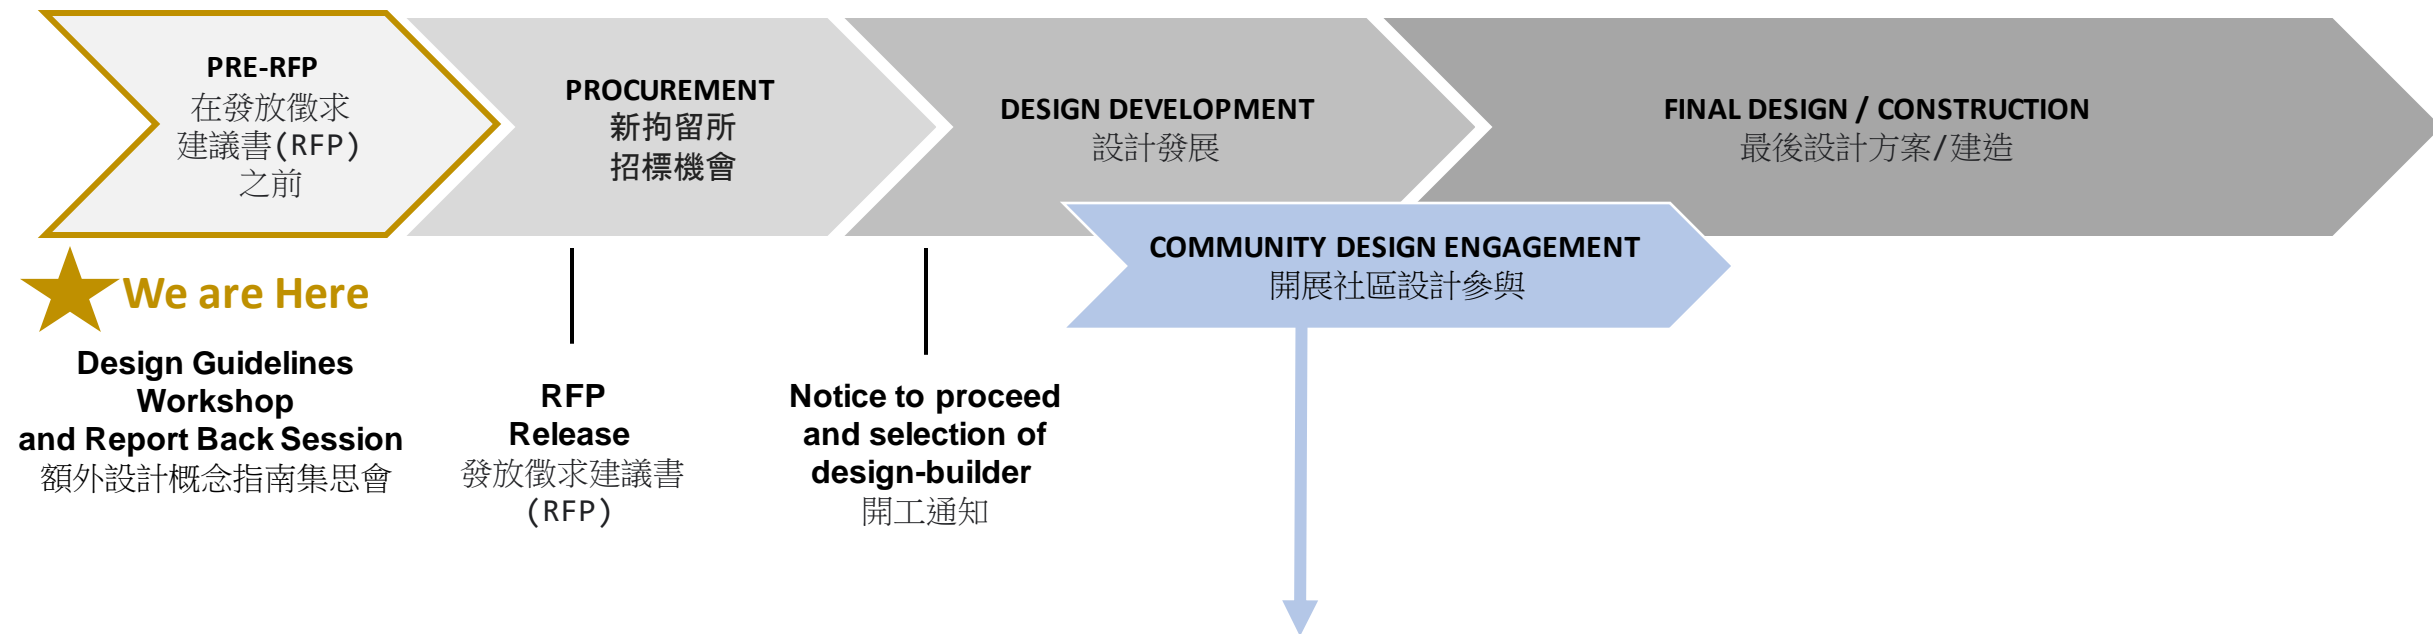 PRE-RFP
在發放徵求
建議書(RFP)
之前
PROCUREMENT
新拘留所
招標機會
DESIGN DEVELOPMENT
設計發展
FINAL DESIGN / CONSTRUCTION
最後設計方案/建造
COMMUNITY DESIGN ENGAGEMENT
開展社區設計參與
We are Here
Design Guidelines
Workshop
and Report Back Session
額外設計概念指南集思會
RFP
Release
發放徵求建議書
(RFP)
Notice to proceed
and selection of
design-builder
開工通知